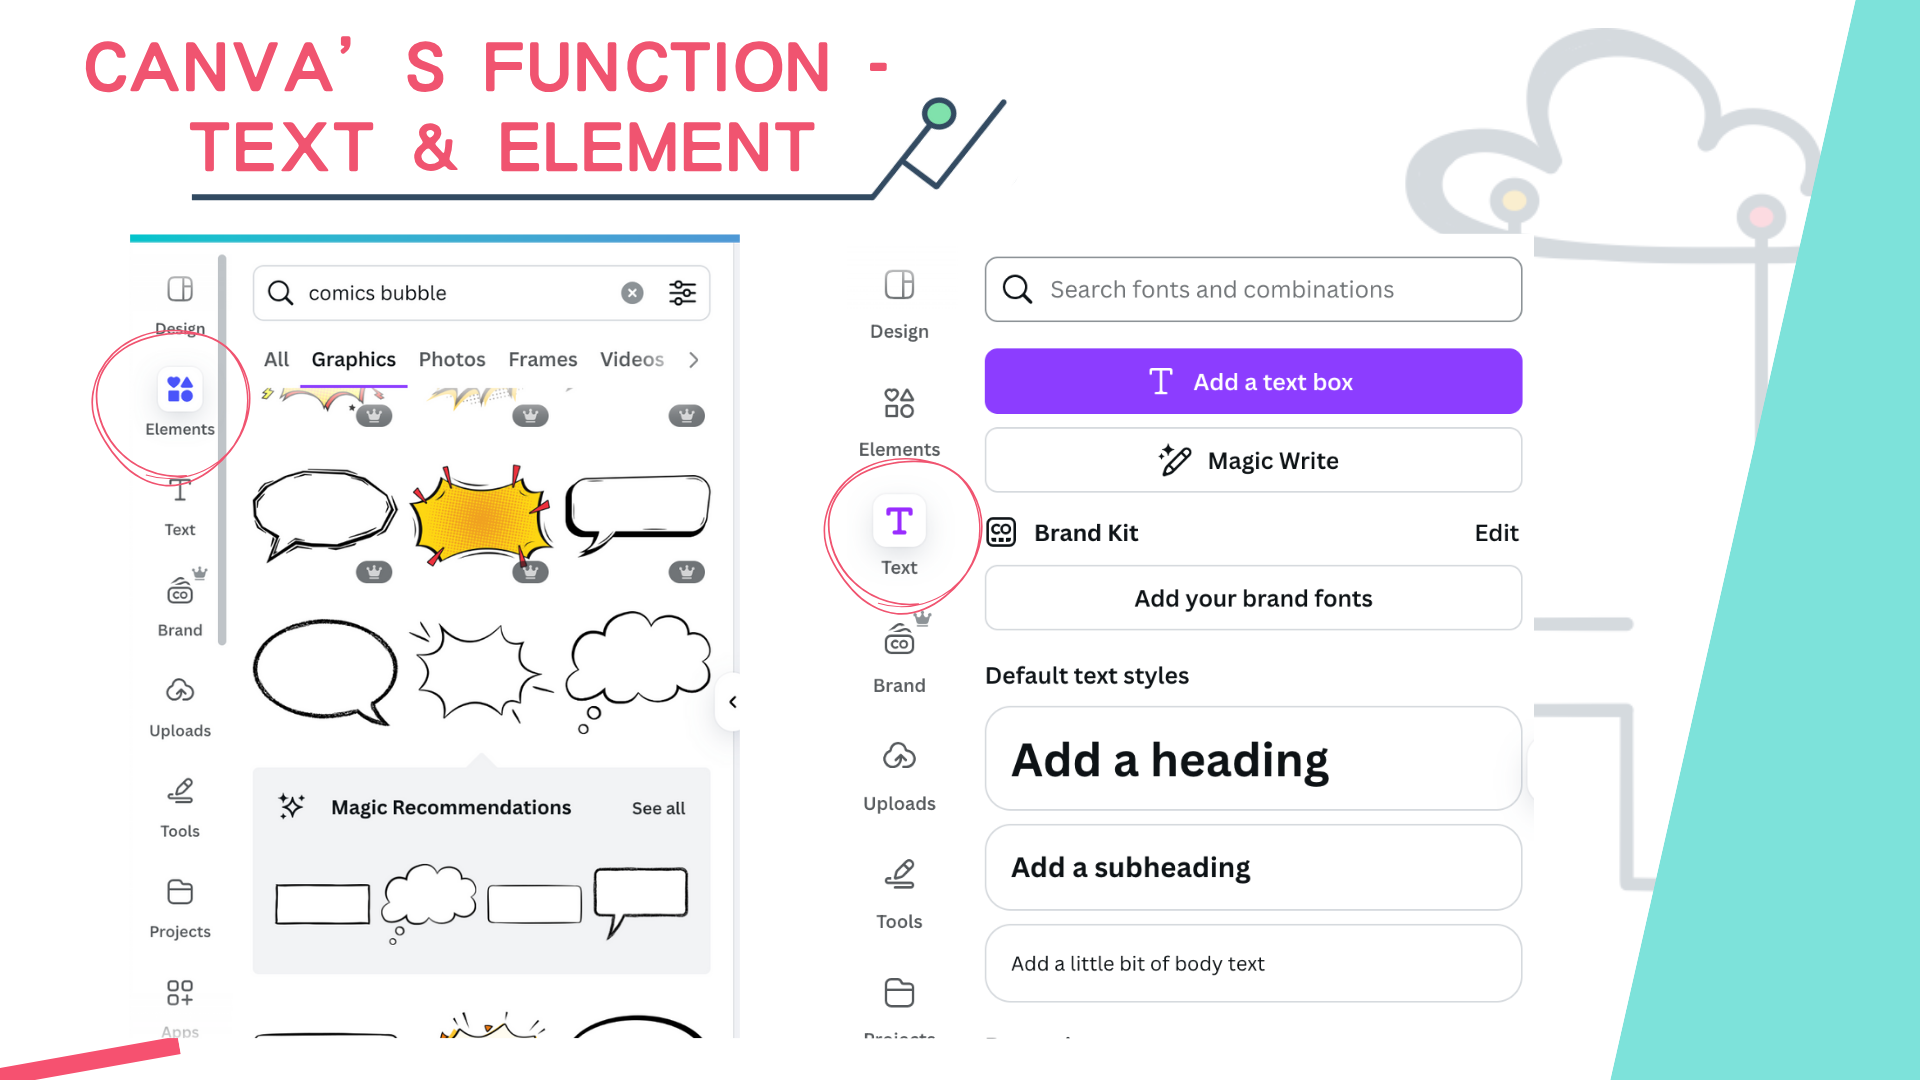 CANVA’S FUNCTION -
TEXT & ELEMENT
Design
Elements
Text
Brand
Uploads
Tools
Projects
Apps
comics bubble
All Graphics Photos Frames Videos
Magic Recommendations See all
Design
Elements
Text
Brand
Uploads
Tools
Projects
Search fonts and combinations
Add a text box
Magic Write
Brand Kit Edit
Add your brand fonts
Default text styles
Add a heading
Add a subheading
Add a little bit of body text